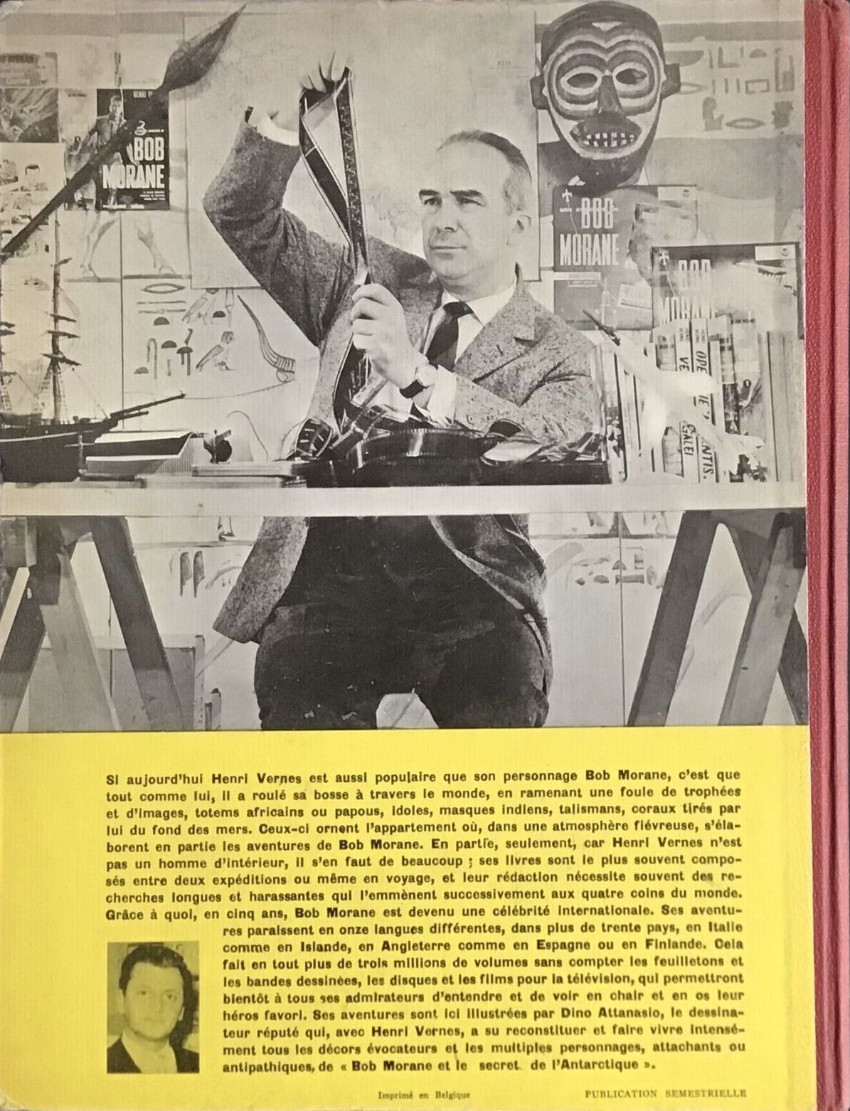 BOB
MORANE
BOB
MORANE
BOB
MORANE
Si aujourd'hui Henri Vernes est aussi populaire que son personnage Bob Morane, c'est que
tout comme lui, il a roulé sa bosse à travers le monde, en ramenant une foule de trophées
et d'images, totems africains ou papous, idoles, masques indiens, talismans, coraux tirés par
lui du fond des mers. Ceux-ci ornent l'appartement où, dans une atmosphère fiévreuse, s'éla-
borent en partie les aventures de Bob Morane. En partie, seulement, car Henri Vernes n'est
pas un homme d'intérieur, il s'en faut de beaucoup ; ses livres sont le plus souvent compo-
sés entre deux expéditions ou même en voyage, et leur rédaction nécessite souvent des re-
cherches longues et harassantes qui l'emmènent successivement aux quatre coins du monde.
Grâce à quoi, en cinq ans, Bob Morane est devenu une célébrité internationale. Ses aventu-
res paraissent en onze langues différentes, dans plus de trente pays, en Italie
comme en Islande, en Angleterre comme en Espagne ou en Finlande. Cela
fait en tout plus de trois millions de volumes sans compter les feuilletons et
les bandes dessinées, les disques et les films pour la télévision, qui permettront
bientôt à tous ses admirateurs d'entendre et de voir en chair et en os leur
héros favori. Ses aventures sont ici illustrées par Dino Attanasio, le dessina-
teur réputé qui, avec Henri Vernes, a su reconstituer et faire vivre intensé-
ment tous les décors évocateurs et les multiples personnages, attachants ou
antipathiques, de « Bob Morane et le secret de l'Antarctique ».
Imprimé en Belgique
PUBLICATION SEMESTRIELLE